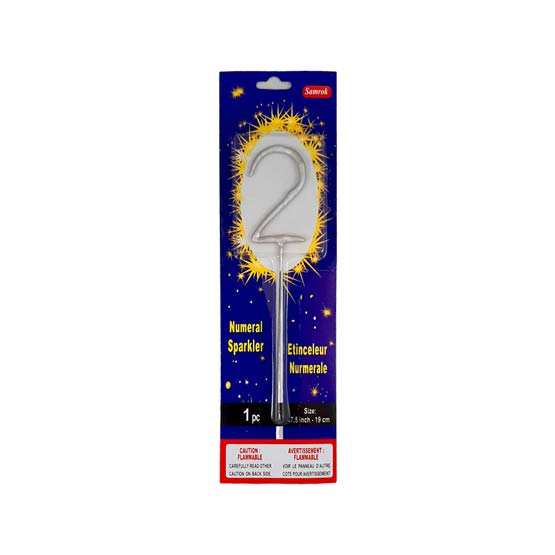 Samrok
2
Numeral
Sparkler
Etinceleur
Nurmerale
1 pc
Size:
7.5 inch - 19 cm
CAUTION :
FLAMMABLE
CAREFULLY READ OTHER
CAUTION ON BACK SIDE.
AVERTISSEMENT :
FLAMMABLE
VOIR LE PANNEAU D'AUTRE
COTE POUR AVERTISSEMENT